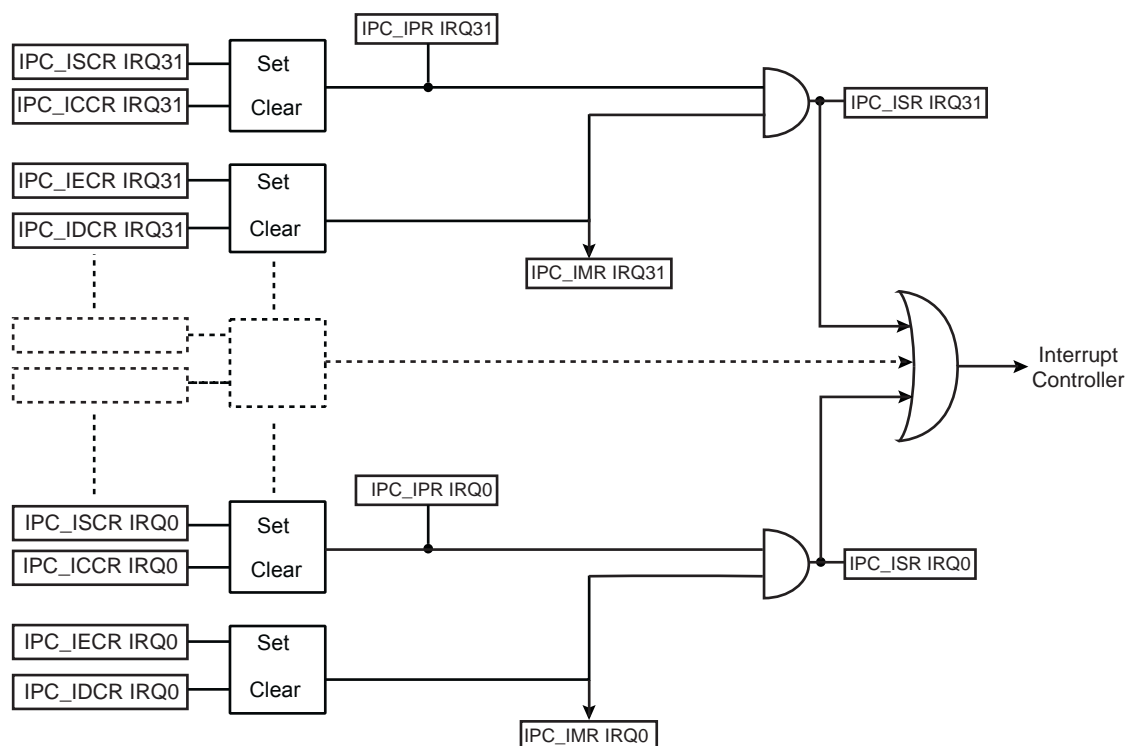 IPC_IPR IRQ31
IPC_ISCR IRQ31
Set
IPC_ICCR IRQ31
Clear
IPC_ISR IRQ31
IPC_IECR IRQ31
Set
IPC_IDCR IRQ31
Clear
IPC_IMR IRQ31
Interrupt
Controller
IPC_IPR IRQ0
IPC_ISCR IRQ0
Set
IPC_ICCR IRQ0
Clear
IPC_ISR IRQ0
IPC_IECR IRQ0
Set
IPC_IDCR IRQ0
Clear
IPC_IMR IRQ0